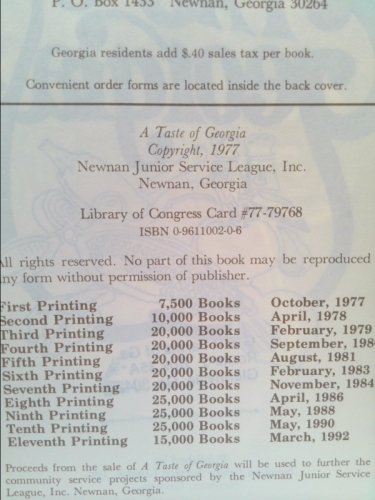 P. O. Box 1433 Newnan, Georgia 30264
Georgia residents add $.40 sales tax per book.
Convenient order forms are located inside the back cover.
A Taste of Georgia
Copyright, 1977
Newnan Junior Service League, Inc.
Newnan, Georgia
Library of Congress Card #77-79768
ISBN 0-9611002-0-6
All rights reserved. No part of this book may be reproduced
any form without permission of publisher.
First Printing 7,500 Books October, 1977
Second Printing 10,000 Books April, 1978
Third Printing 20,000 Books February, 1979
Fourth Printing 20,000 Books September, 198
Fifth Printing 20,000 Books August, 1981
Sixth Printing 20,000 Books February, 1983
Seventh Printing 20,000 Books November, 1984
Eighth Printing 25,000 Books April, 1986
Ninth Printing 25,000 Books May, 1988
Tenth Printing 25,000 Books May, 1990
Eleventh Printing 15,000 Books March, 1992
Proceeds from the sale of A Taste of Georgia will be used to further the
community service projects sponsored by the Newnan Junior Service
League, Inc. Newnan, Georgia.